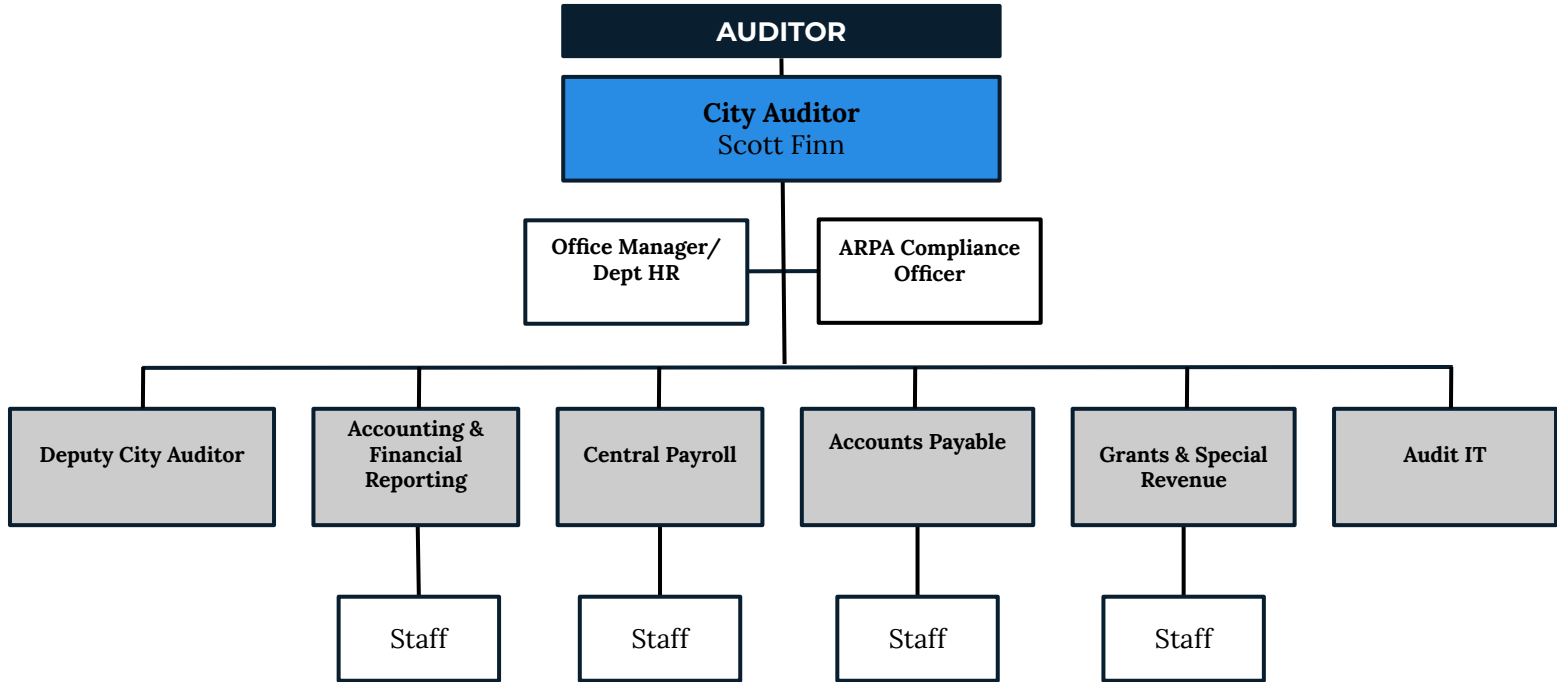 AUDITOR
City Auditor
Scott Finn
Office Manager/
Dept HR
ARPA Compliance
Officer
Deputy City Auditor
Accounting &
Financial
Reporting
Central Payroll
Accounts Payable
Grants & Special
Revenue
Audit IT
Staff
Staff
Staff
Staff